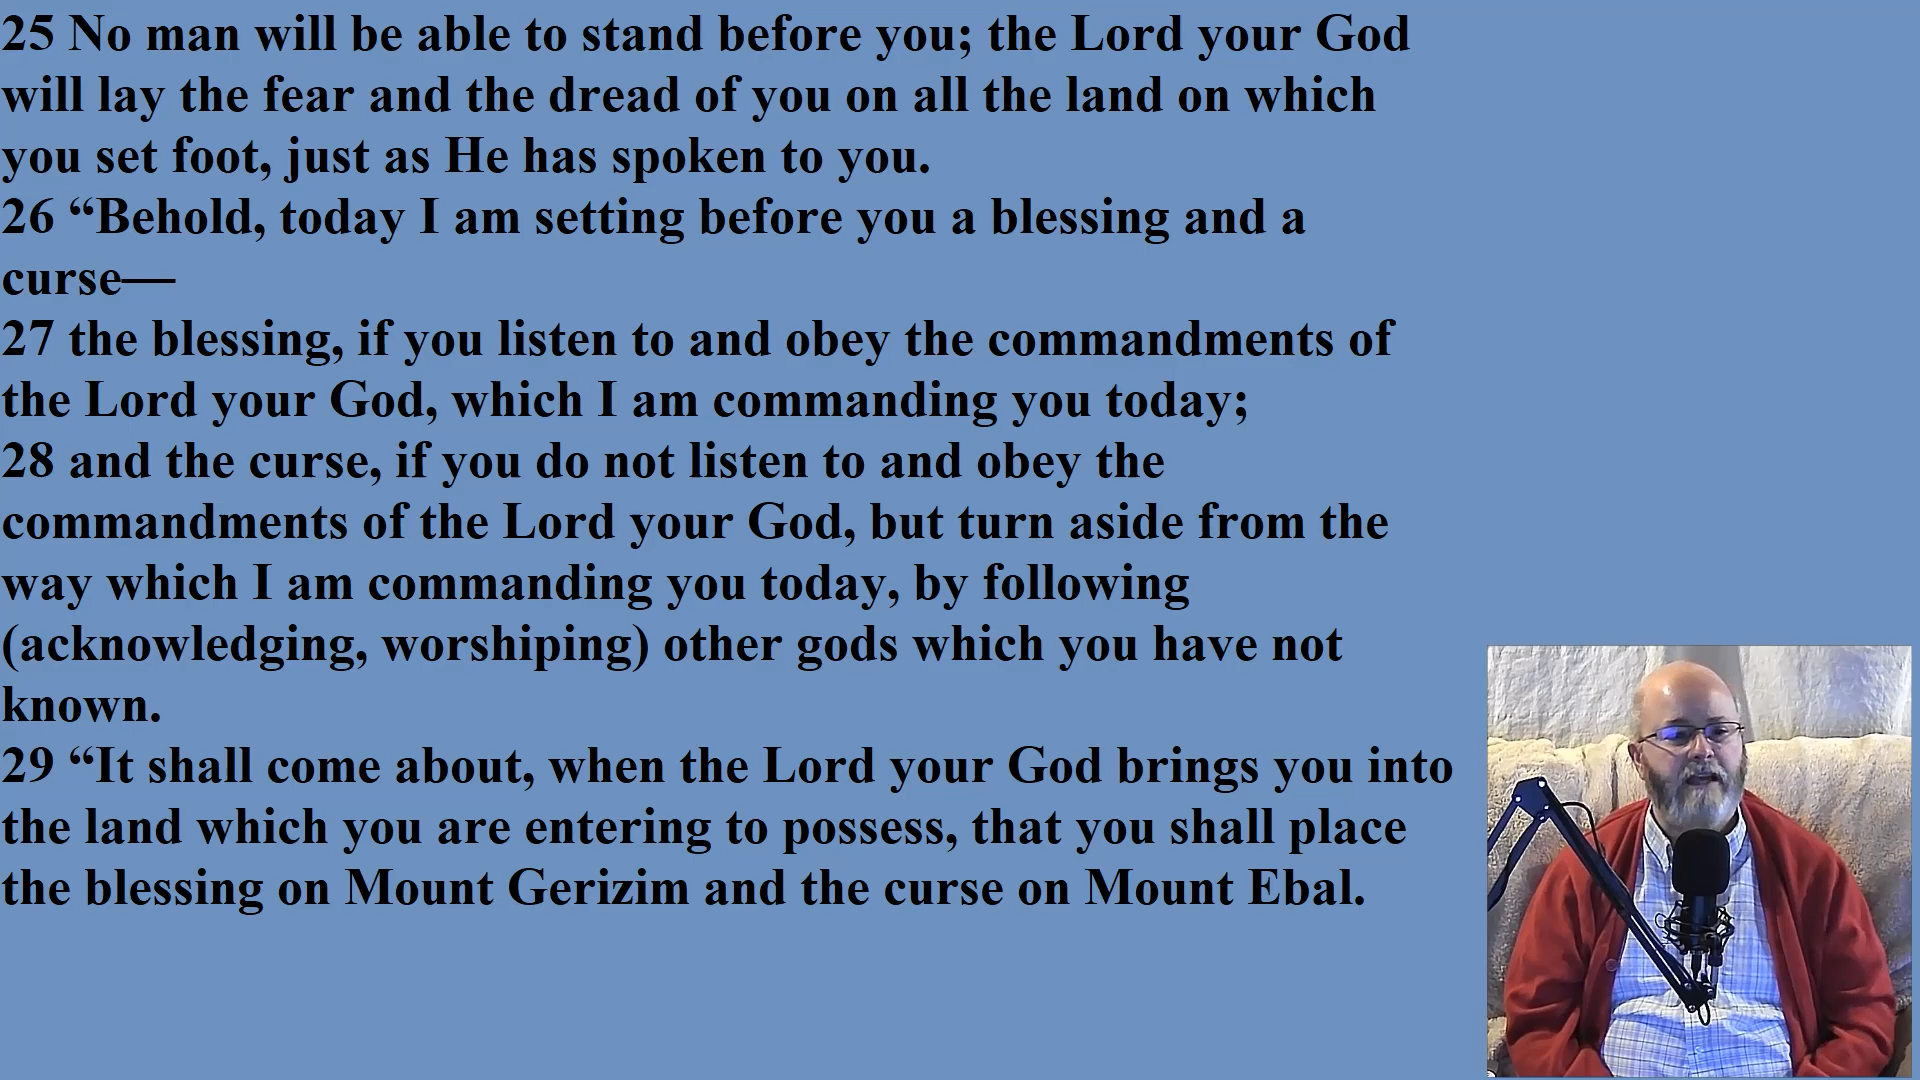 25 No man will be able to stand before you; the Lord your God
will lay the fear and the dread of you on all the land on which
you set foot, just as He has spoken to you.
26 “Behold, today I am setting before you a blessing and a
curse—
27 the blessing, if you listen to and obey the commandments of
the Lord your God, which I am commanding you today;
28 and the curse, if you do not listen to and obey the
commandments of the Lord your God, but turn aside from the
way which I am commanding you today, by following
(acknowledging, worshiping) other gods which you have not
known.
29 “It shall come about, when the Lord your God brings you into
the land which you are entering to possess, that you shall place
the blessing on Mount Gerizim and the curse on Mount Ebal.